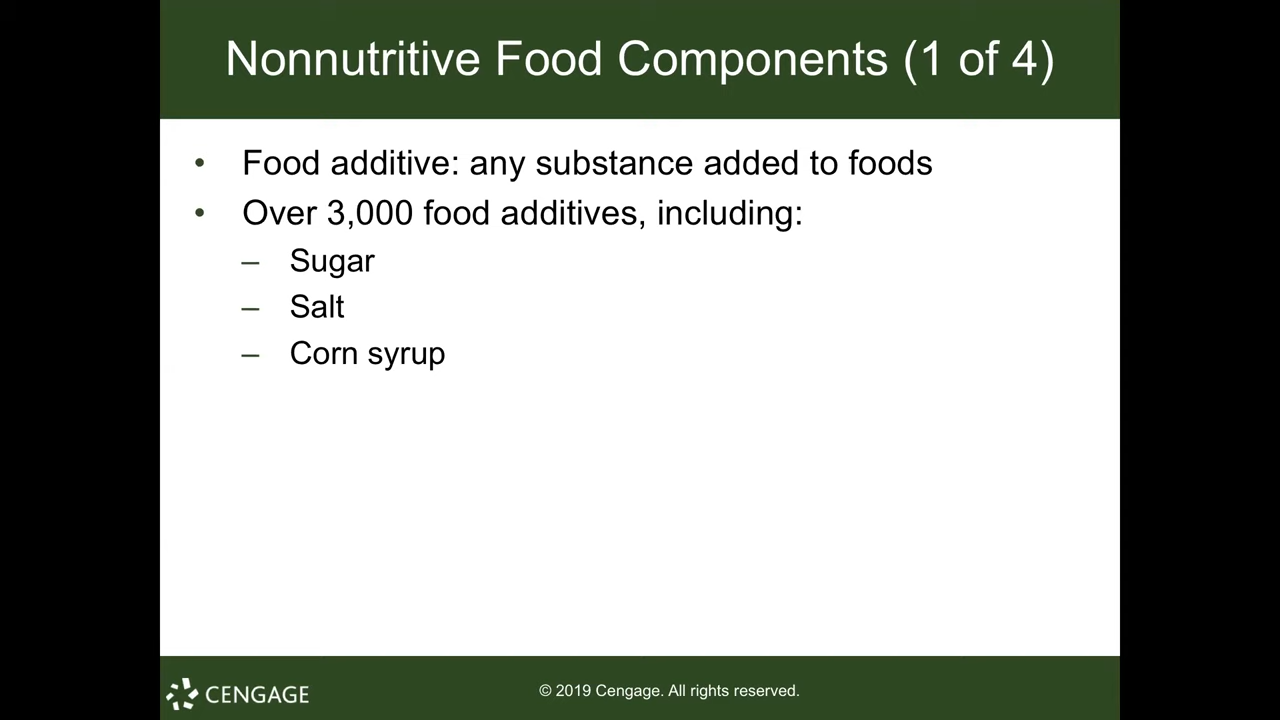 Nonnutritive Food Components (1 of 4)
• Food additive: any substance added to foods
• Over 3,000 food additives, including:
– Sugar
– Salt
– Corn syrup
CENGAGE
© 2019 Cengage. All rights reserved.